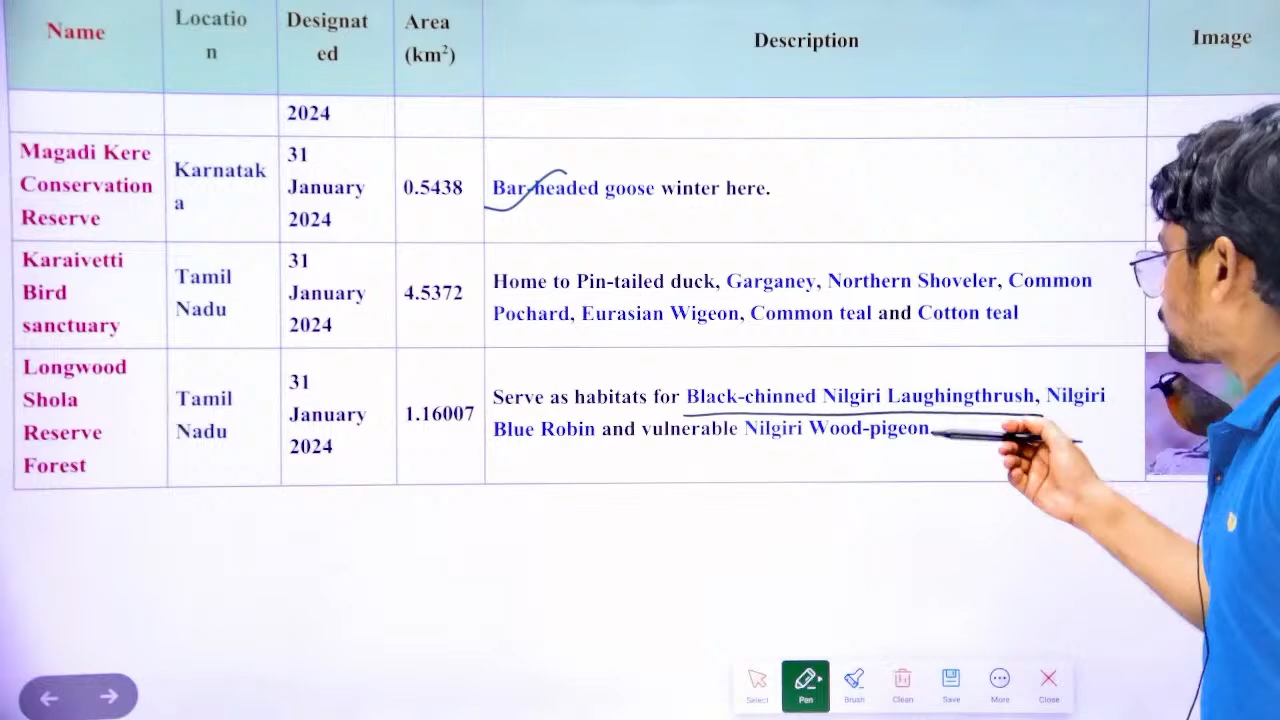 Name
Locatio
n
Designat
ed
Area
(km²)
Description
Image
2024
Magadi Kere
Conservation
Reserve
Karnatak
a
31
January
2024
0.5438
Bar-headed goose winter here.
Karaivetti
Bird
sanctuary
Tamil
Nadu
31
January
2024
4.5372
Home to Pin-tailed duck, Garganey, Northern Shoveler, Common
Pochard, Eurasian Wigeon, Common teal and Cotton teal
Longwood
Shola
Reserve
Forest
Tamil
Nadu
31
January
2024
1.16007
Serve as habitats for Black-chinned Nilgiri Laughingthrush, Nilgiri
Blue Robin and vulnerable Nilgiri Wood-pigeon.
Select
Pen
Brush
Clean
Save
More
Close